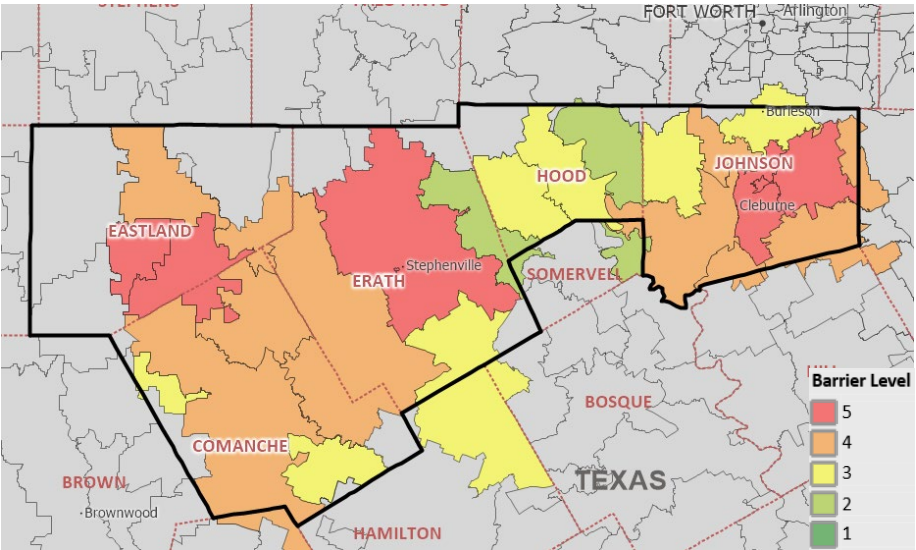 FORT WORTH
Arlington
Burleson
JOHNSON
HOOD
Cleburne
EASTLAND
Stephenville
SOMERVELL
ERATH
Barrier Level
5
BOSQUE
4
COMANCHE
3
TEXAS
BROWN
2
Brownwood
HAMILTON
1